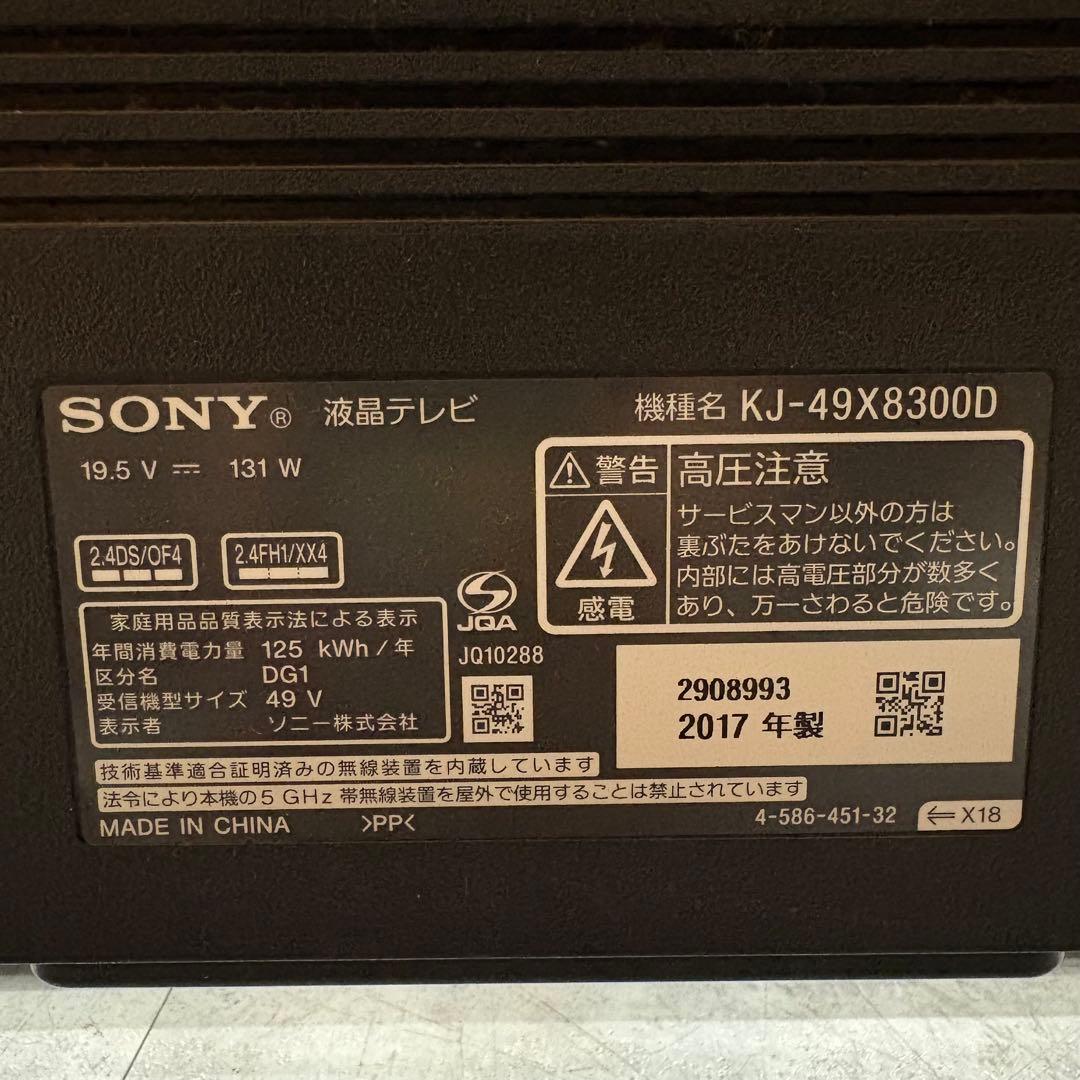 SONY® 液晶テレビ
機種名 KJ-49X8300D
19.5 V ⎓ 131 W
警告
高圧注意
サービスマン以外の方は
裏ぶたをあけないでください。
内部には高電圧部分が数多く
あり、万一さわると危険です。
感電
2.4DS/OF4
2.4FH1/XX4
家庭用品品質表示法による表示
年間消費電力量 125 kWh/年
区分名 DG1
受信機型サイズ 49 V
表示者 ソニー株式会社
JQA
JQ10288
2908993
2017 年製
技術基準適合証明済みの無線装置を内蔵しています
法令により本機の5 GHz 帯無線装置を屋外で使用することは禁止されています
MADE IN CHINA >PP<
4-586-451-32 ⇐X18